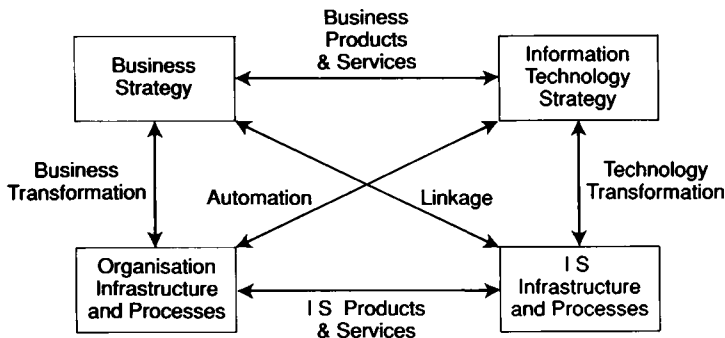 Business
Products
& Services
Business
Strategy
Information
Technology
Strategy
Business
Transformation
Automation
Linkage
Technology
Transformation
Organisation
Infrastructure
and Processes
I S Products
& Services
I S
Infrastructure
and Processes